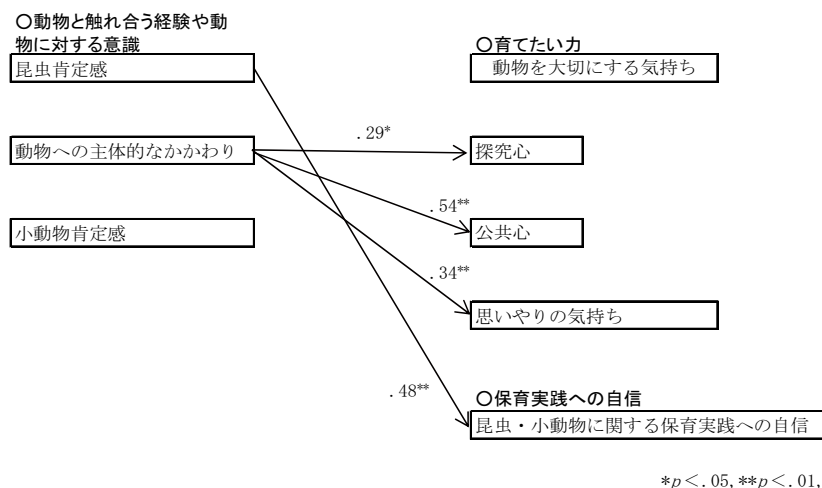 〇動物と触れ合う経験や動
物に対する意識
昆虫肯定感
動物への主体的なかかわり
小動物肯定感
〇育てたい力
動物を大切にする気持ち
.29*
探究心
.54**
公共心
.34**
思いやりの気持ち
.48**
〇保育実践への自信
昆虫・小動物に関する保育実践への自信
*p＜.05,**p＜.01,